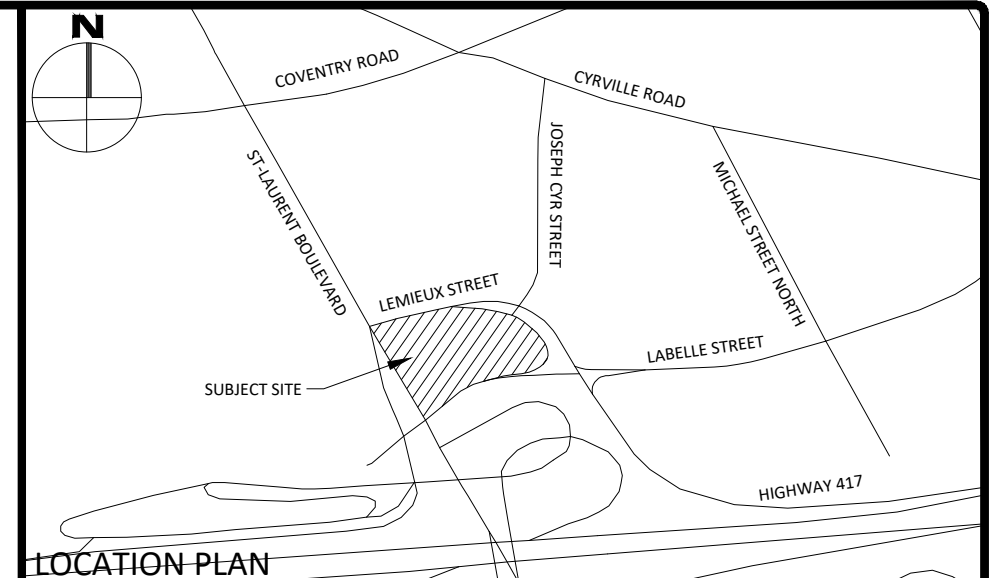 N
COVENTRY ROAD
CYRVILLE ROAD
ST-LAURENT BOULEVARD
JOSEPH CYR STREET
MICHAEL STREET NORTH
LEMIEUX STREET
LABELLE STREET
SUBJECT SITE
HIGHWAY 417
LOCATION PLAN